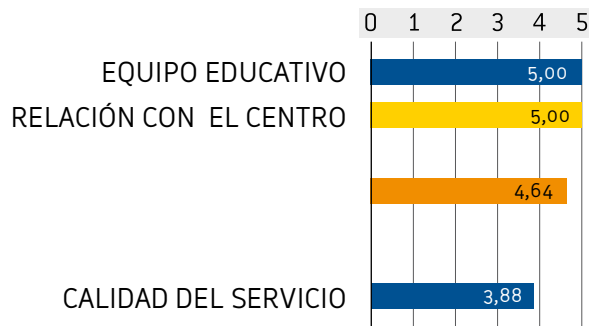 0 1 2 3 4 5
EQUIPO EDUCATIVO 5,00
RELACIÓN CON EL CENTRO 5,00
4,64
CALIDAD DEL SERVICIO 3,88